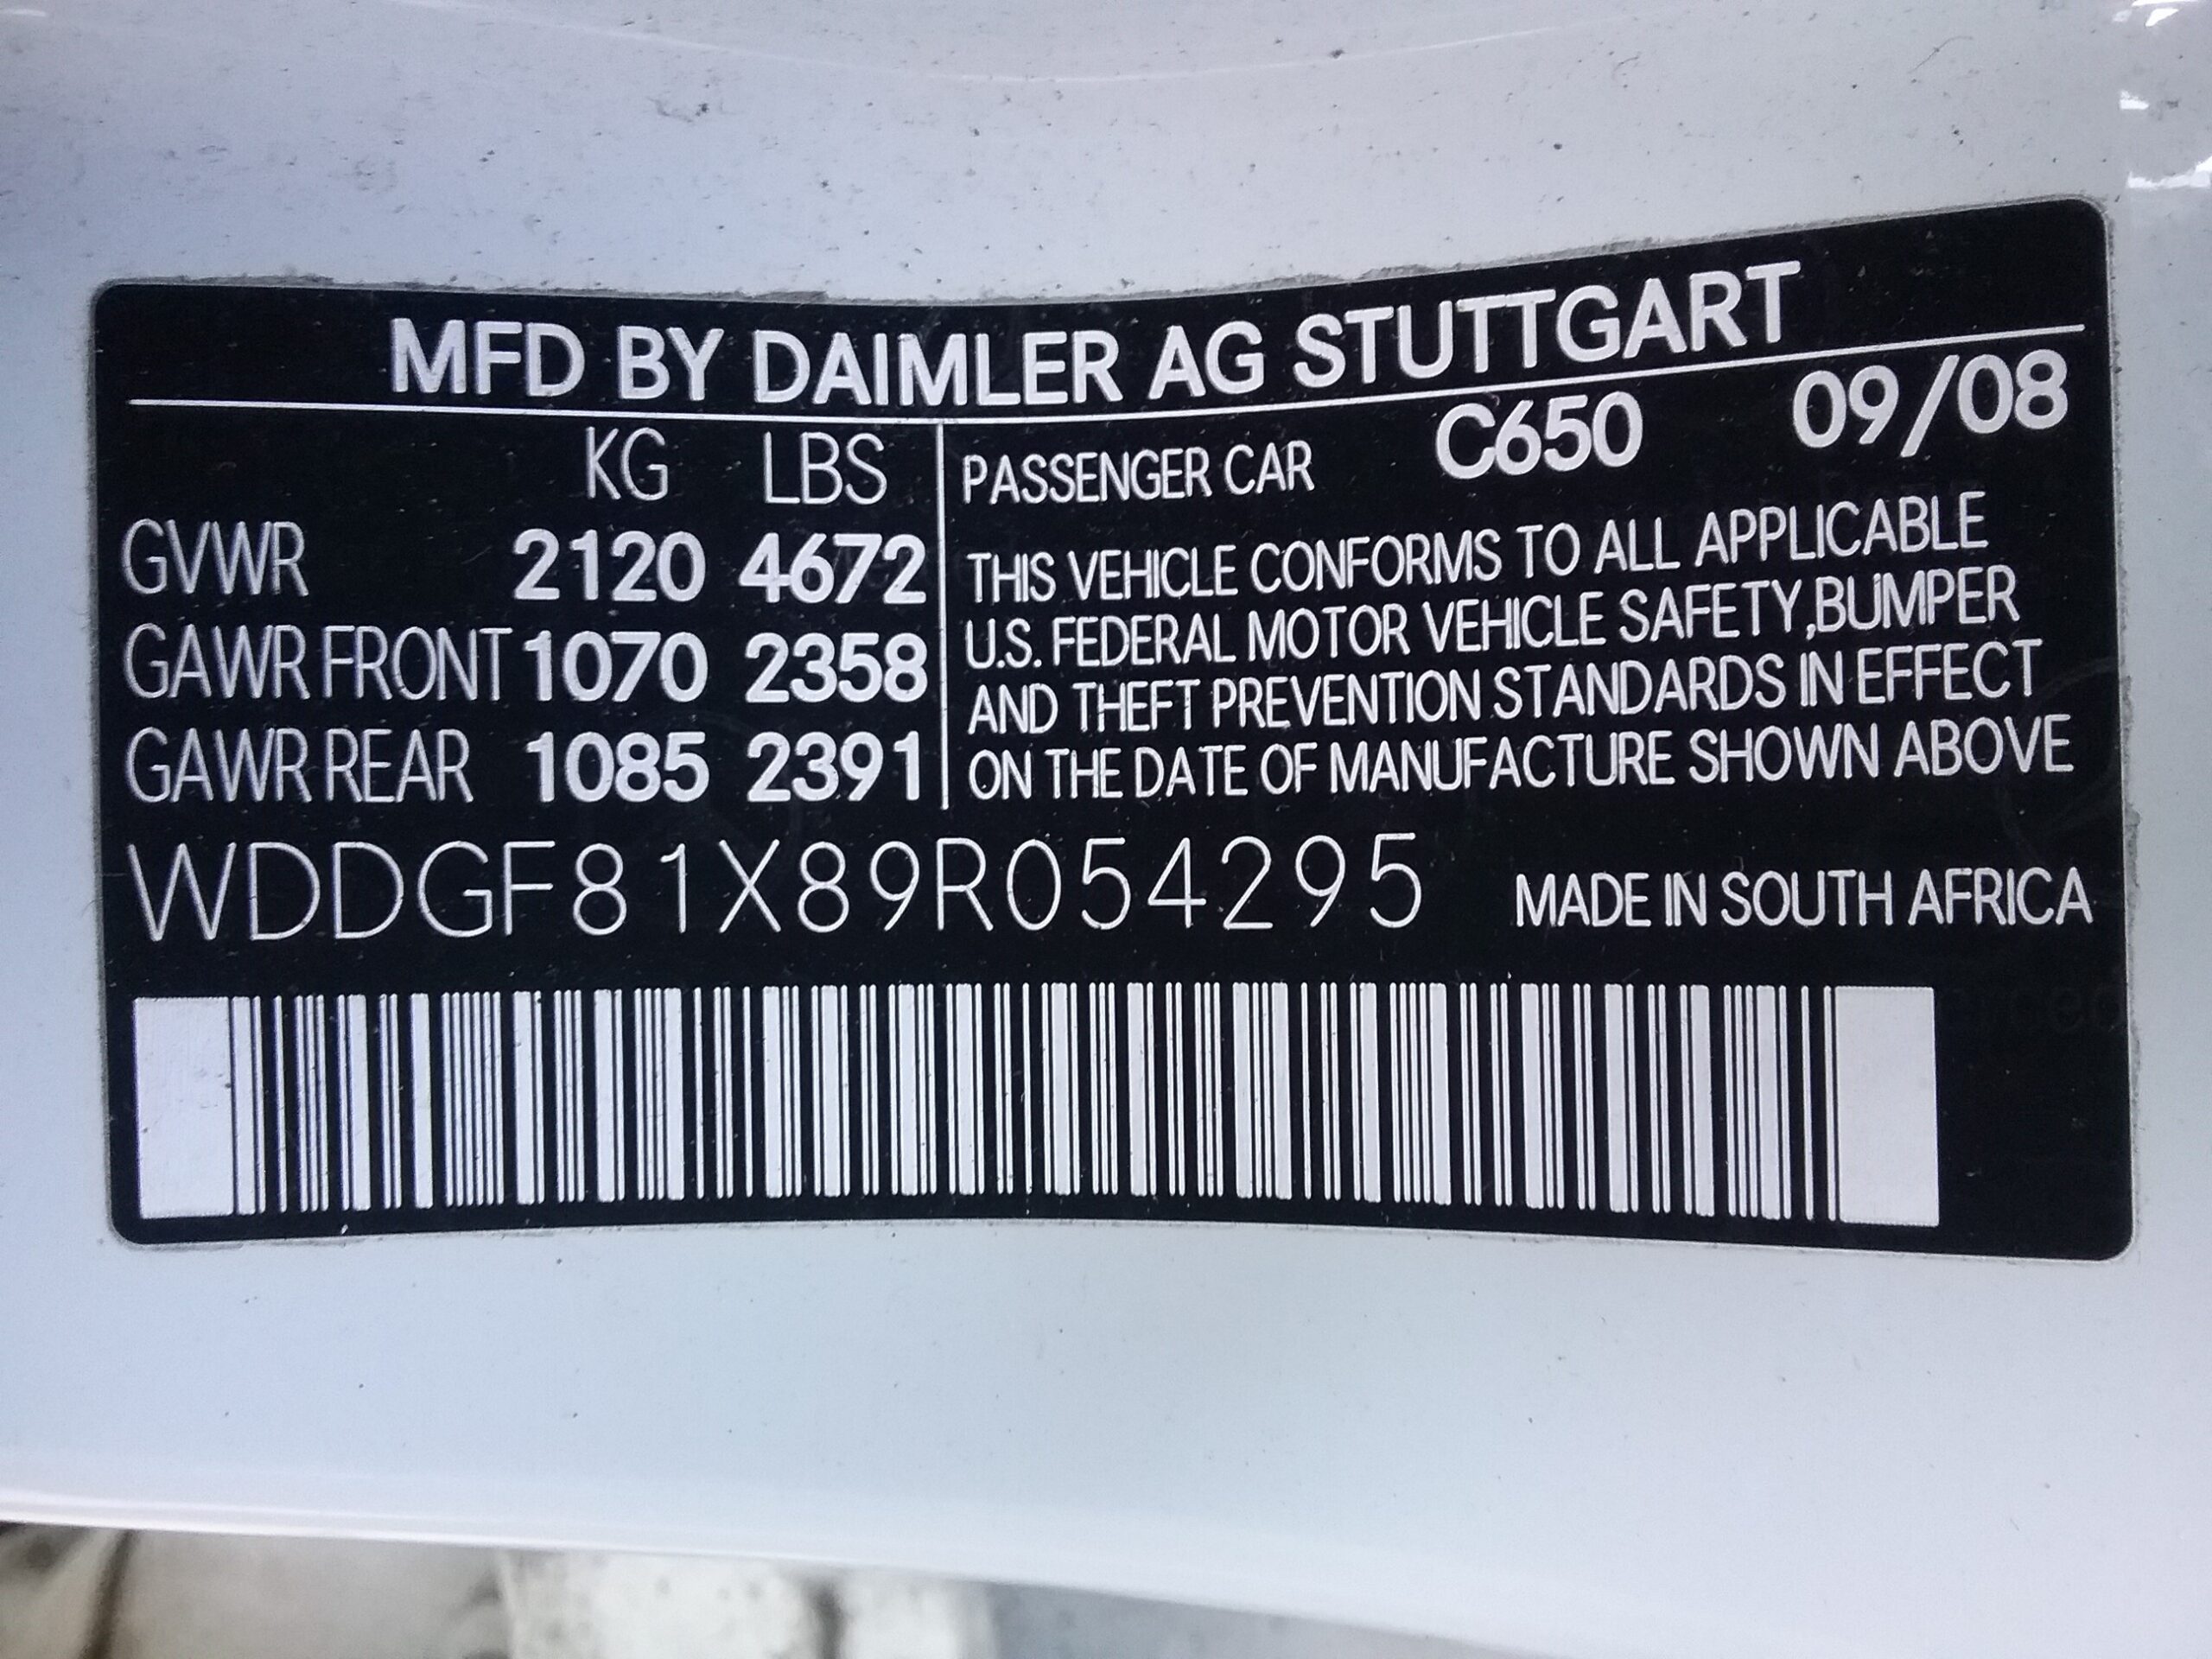 MFD BY DAIMLER AG STUTTGART
KG LBS
GVWR 2120 4672
GAWR FRONT 1070 2358
GAWR REAR 1085 2391
PASSENGER CAR C650 09/08
THIS VEHICLE CONFORMS TO ALL APPLICABLE
U.S. FEDERAL MOTOR VEHICLE SAFETY,BUMPER
AND THEFT PREVENTION STANDARDS IN EFFECT
ON THE DATE OF MANUFACTURE SHOWN ABOVE
WDDGF81X89R054295 MADE IN SOUTH AFRICA